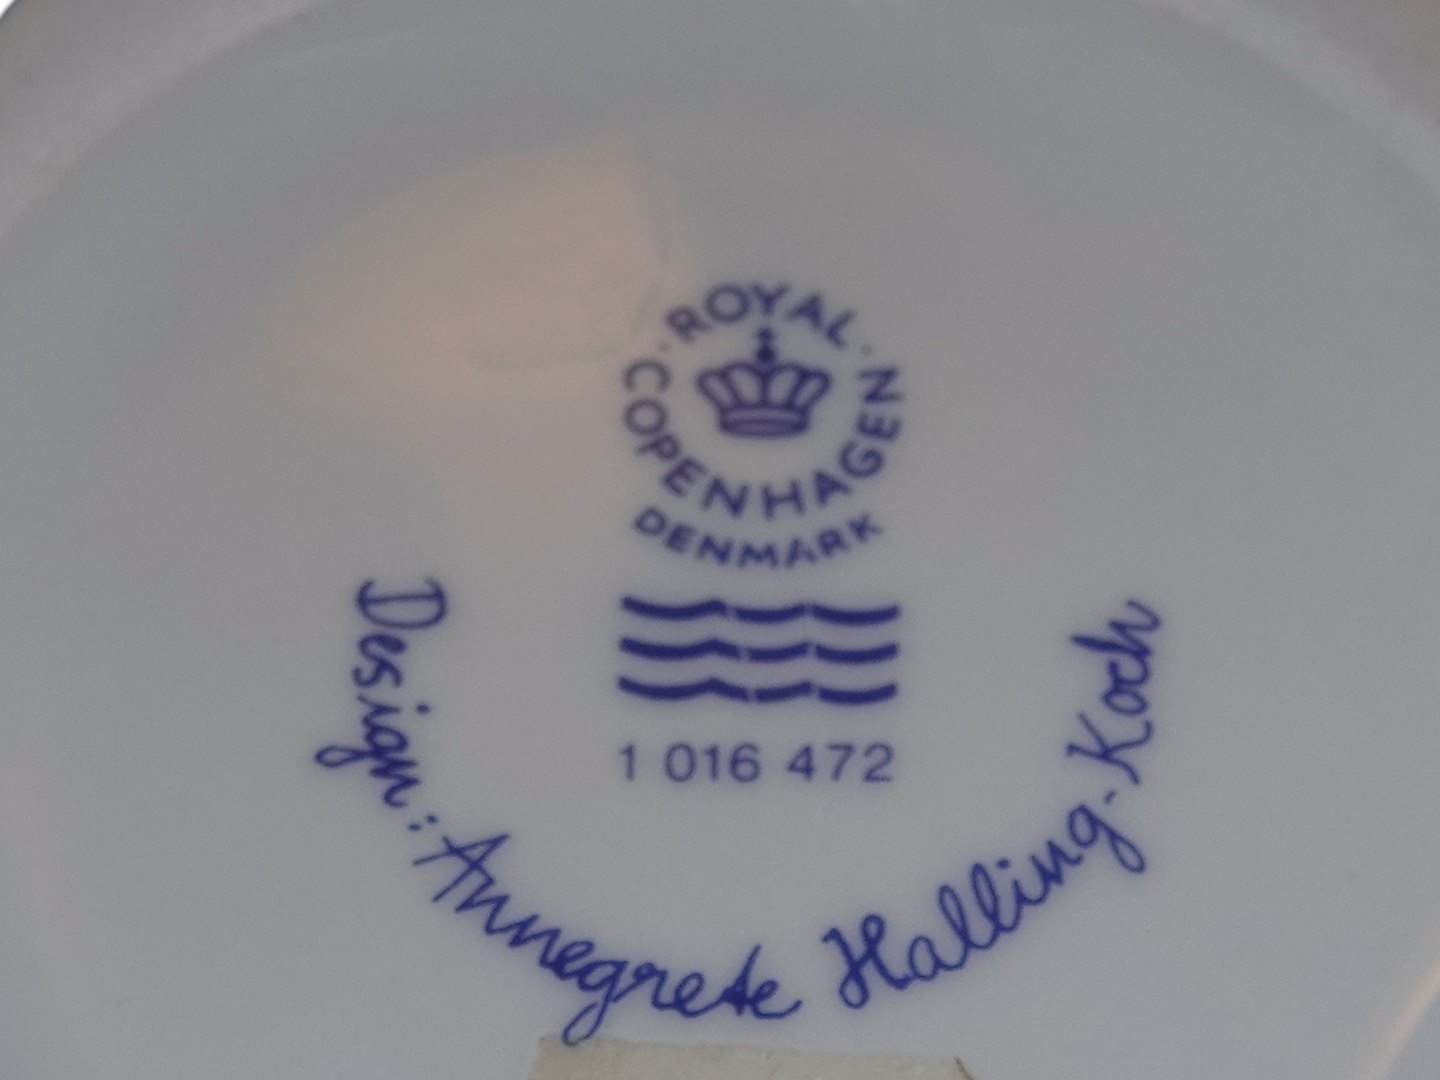 ROYAL
COPENHAGEN
DENMARK
1 016 472
Design: Annegrete Halling-Koch